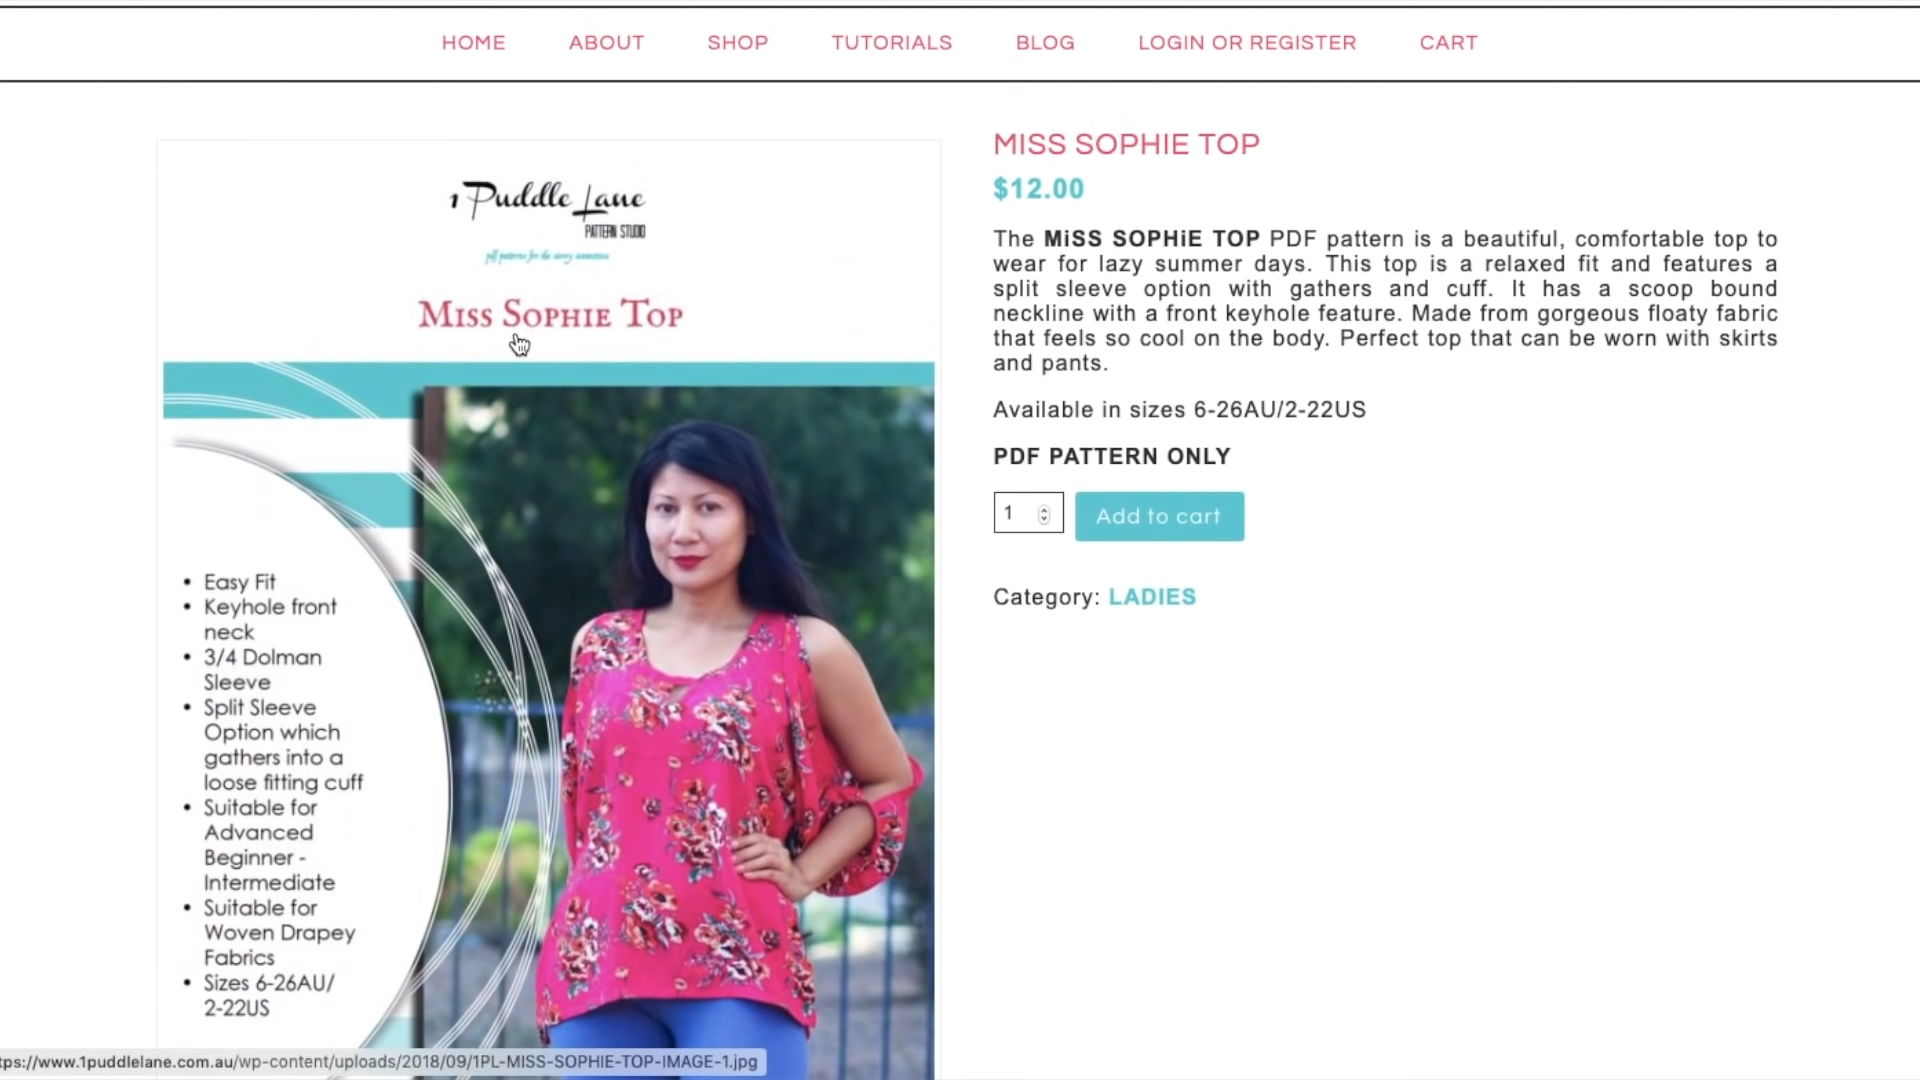 HOME ABOUT SHOP TUTORIALS BLOG LOGIN OR REGISTER CART
1 Puddle Lane
PATTERN STUDIO
pdf patterns for the savvy seamstress
Miss Sophie Top
• Easy Fit
• Keyhole front
neck
• 3/4 Dolman
Sleeve
• Split Sleeve
Option which
gathers into a
loose fitting cuff
• Suitable for
Advanced
Beginner -
Intermediate
• Suitable for
Woven Drapey
Fabrics
• Sizes 6-26AU/
2-22US
MISS SOPHIE TOP
$12.00
The MiSS SOPHiE TOP PDF pattern is a beautiful, comfortable top to
wear for lazy summer days. This top is a relaxed fit and features a
split sleeve option with gathers and cuff. It has a scoop bound
neckline with a front keyhole feature. Made from gorgeous floaty fabric
that feels so cool on the body. Perfect top that can be worn with skirts
and pants.
Available in sizes 6-26AU/2-22US
PDF PATTERN ONLY
1 Add to cart
Category: LADIES
tps://www.1puddlelane.com.au/wp-content/uploads/2018/09/1PL-MISS-SOPHIE-TOP-IMAGE-1.jpg